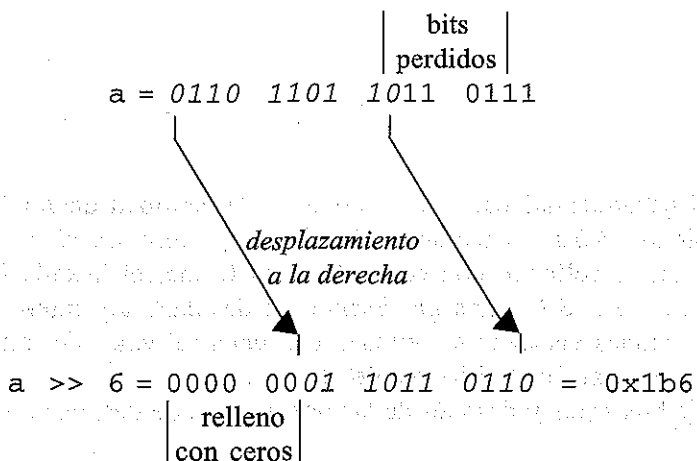 bits
perdidos
a = 0110 1101 1011 0111
desplazamiento
a la derecha
a >> 6 = 0000 0001 1011 0110 = 0x1b6
relleno
con ceros